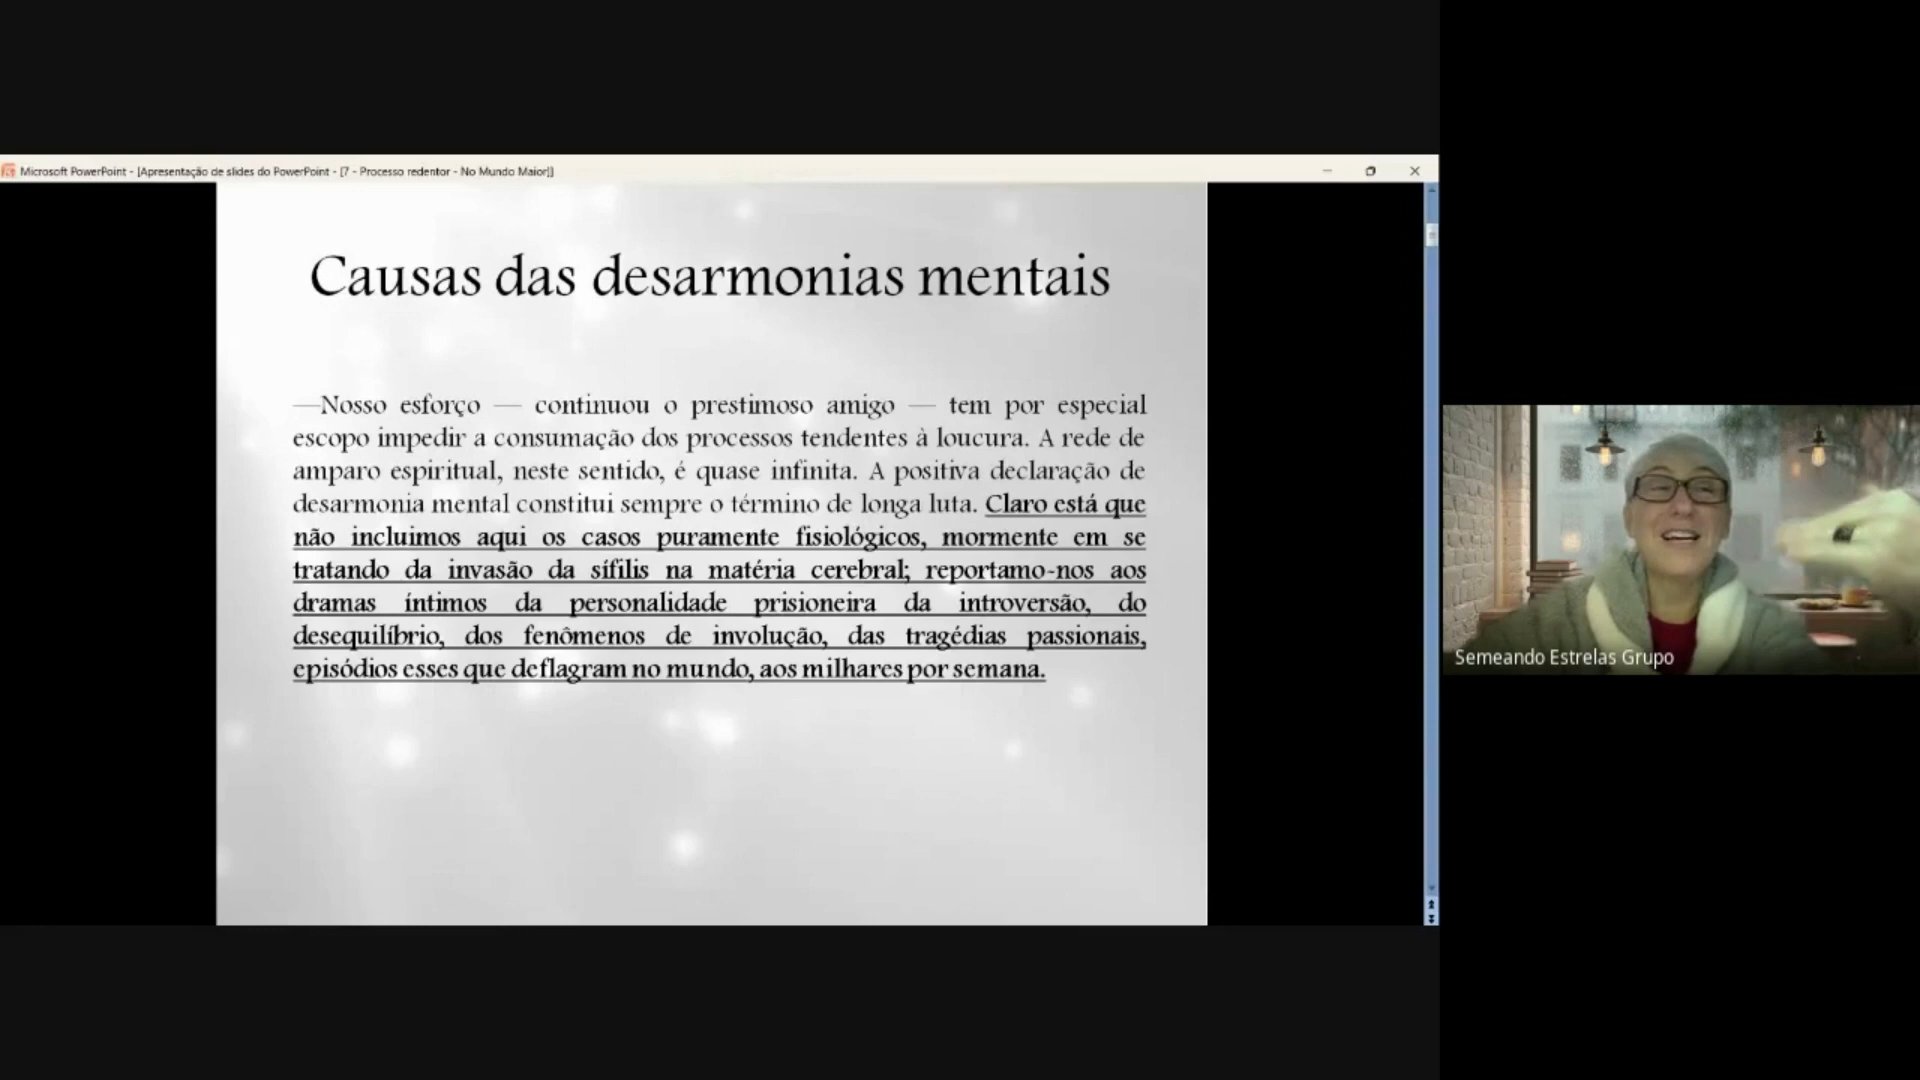 Microsoft PowerPoint - [Apresentação de slides do PowerPoint - [7 - Processo redentor - No Mundo Maior]]
Causas das desarmonias mentais
—Nosso esforço — continuou o prestimoso amigo — tem por especial
escopo impedir a consumação dos processos tendentes à loucura. A rede de
amparo espiritual, neste sentido, é quase infinita. A positiva declaração de
desarmonia mental constitui sempre o término de longa luta. Claro está que
não incluimos aqui os casos puramente fisiológicos, mormente em se
tratando da invasão da sífilis na matéria cerebral; reportamo-nos aos
dramas íntimos da personalidade prisioneira da introversão, do
desequilíbrio, dos fenômenos de involução, das tragédias passionais,
episódios esses que deflagram no mundo, aos milhares por semana.
Semeando Estrelas Grupo